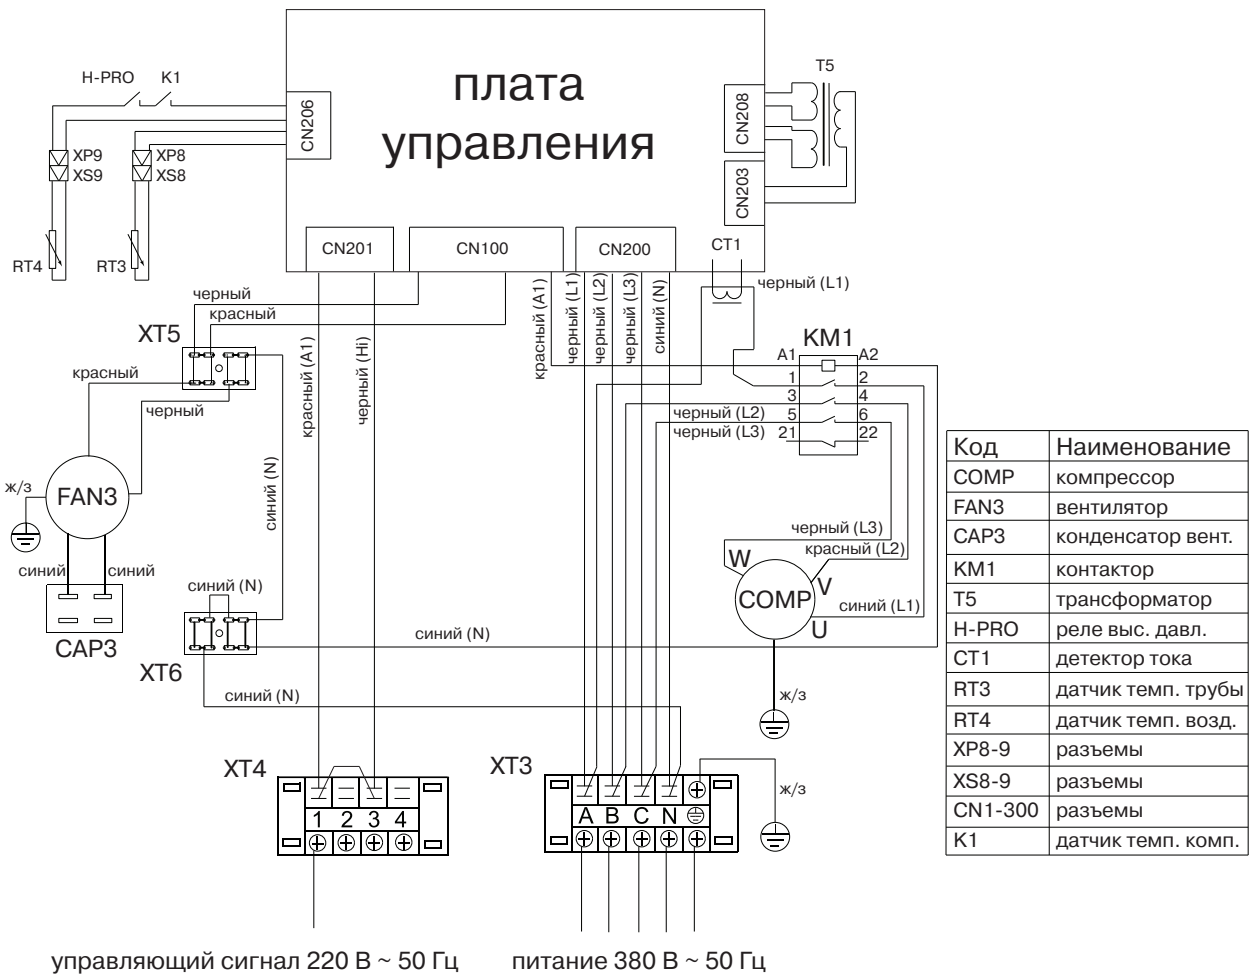 плата
управления
H-PRO
K1
CN206
CN208
T5
CN203
XP9
XS9
XP8
XS8
RT4
RT3
CN201
CN100
CN200
CT1
черный
красный
красный (A1)
черный (Hi)
красный (A1)
черный (L1)
черный (L2)
черный (L3)
синий (N)
черный (L1)
XT5
KM1
A1
A2
1
2
3
4
черный (L2)
5
6
черный (L3)
21
22
красный
черный
ж/з
FAN3
синий (N)
синий
синий
CAP3
синий (N)
XT6
синий (N)
синий (N)
черный (L3)
красный (L2)
W
V
COMP
синий (L1)
U
ж/з
XT4
1 2 3 4
XT3
A B C N
ж/з
управляющий сигнал 220 В ~ 50 Гц
питание 380 В ~ 50 Гц
Код Наименование
COMP компрессор
FAN3 вентилятор
CAP3 конденсатор вент.
KM1 контактор
T5 трансформатор
H-PRO реле выс. давл.
CT1 детектор тока
RT3 датчик темп. трубы
RT4 датчик темп. возд.
XP8-9 разъемы
XS8-9 разъемы
CN1-300 разъемы
K1 датчик темп. комп.